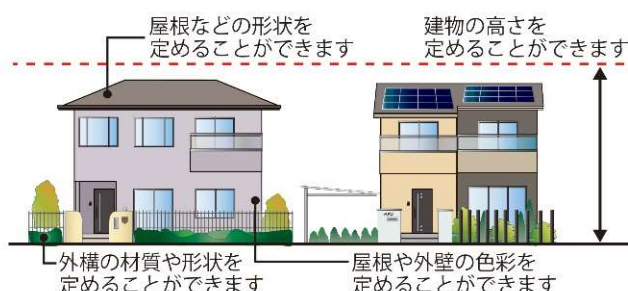 屋根などの形状を
定めることができます
建物の高さを
定めることができます
外構の材質や形状を
定めることができます
屋根や外壁の色彩を
定めることができます